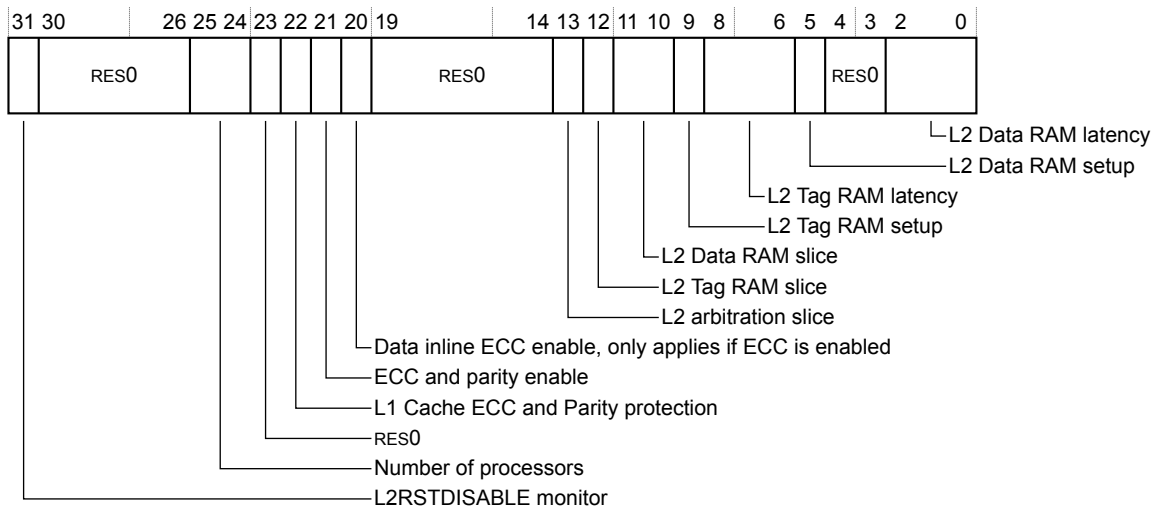 31 30 26 25 24 23 22 21 20 19 14 13 12 11 10 9 8 6 5 4 3 2 0
RES0 RES0 RES0
L2 Data RAM latency
L2 Data RAM setup
L2 Tag RAM latency
L2 Tag RAM setup
L2 Data RAM slice
L2 Tag RAM slice
L2 arbitration slice
Data inline ECC enable, only applies if ECC is enabled
ECC and parity enable
L1 Cache ECC and Parity protection
RES0
Number of processors
L2RSTDISABLE monitor